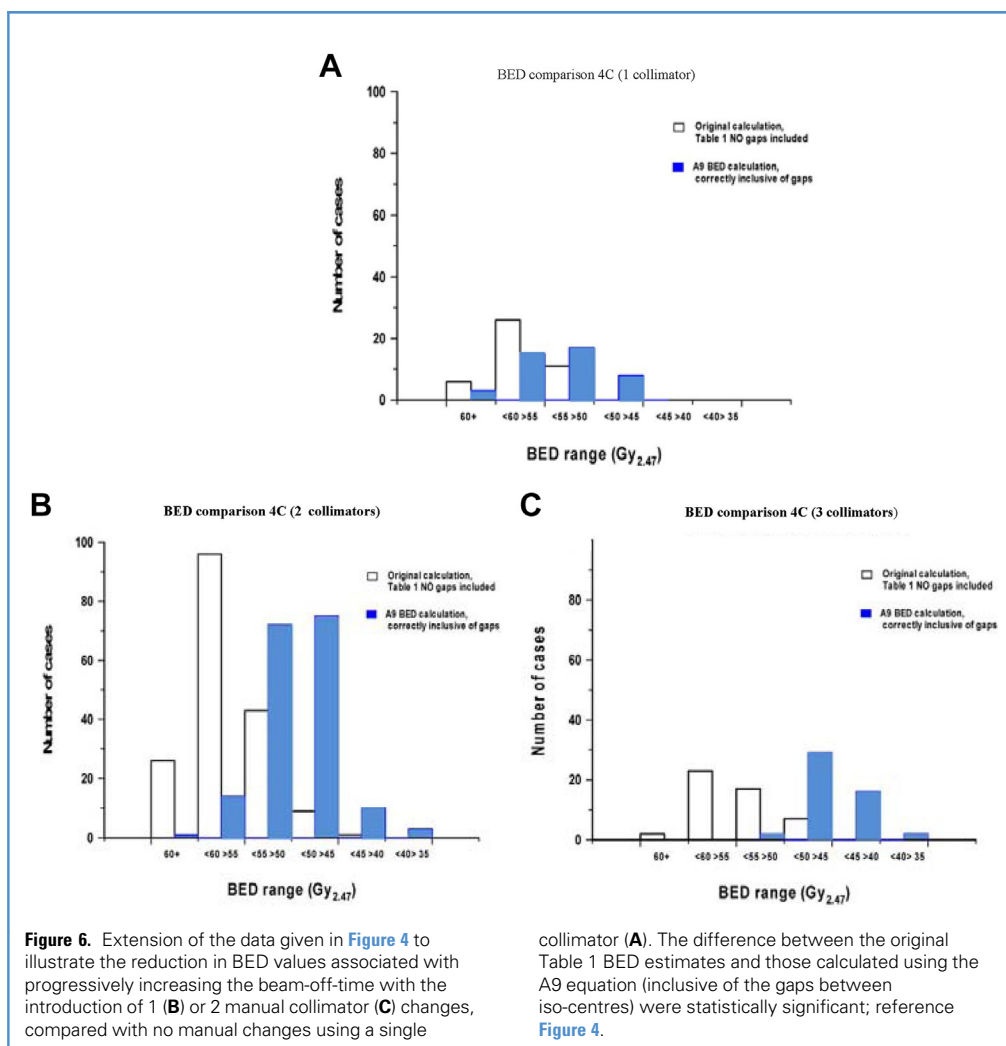 A
BED comparison 4C (1 collimator)
100
80
60
40
20
0
Number of cases
Original calculation,
Table 1 NO gaps included
A9 BED calculation,
correctly inclusive of gaps
60+ <60 >55 <55 >50 <50 >45 <45 >40 <40> 35
BED range (Gy2.47)
B
BED comparison 4C (2 collimators)
100
80
60
40
20
0
Number of cases
Original calculation,
Table 1 NO gaps included
A9 BED calculation,
correctly inclusive of gaps
60+ <60 >55 <55 >50 <50 >45 <45 >40 <40> 35
BED range (Gy2.47)
C
BED comparison 4C (3 collimators)
80
60
40
20
0
Number of cases
Original calculation,
Table 1 NO gaps included
A9 BED calculation,
correctly inclusive of gaps
60+ <60 >55 <55 >50 <50 >45 <45 >40 <40> 35
BED range (Gy2.47)
Figure 6. Extension of the data given in Figure 4 to
illustrate the reduction in BED values associated with
progressively increasing the beam-off-time with the
introduction of 1 (B) or 2 manual collimator (C) changes,
compared with no manual changes using a single
collimator (A). The difference between the original
Table 1 BED estimates and those calculated using the
A9 equation (inclusive of the gaps between
iso-centres) were statistically significant; reference
Figure 4.